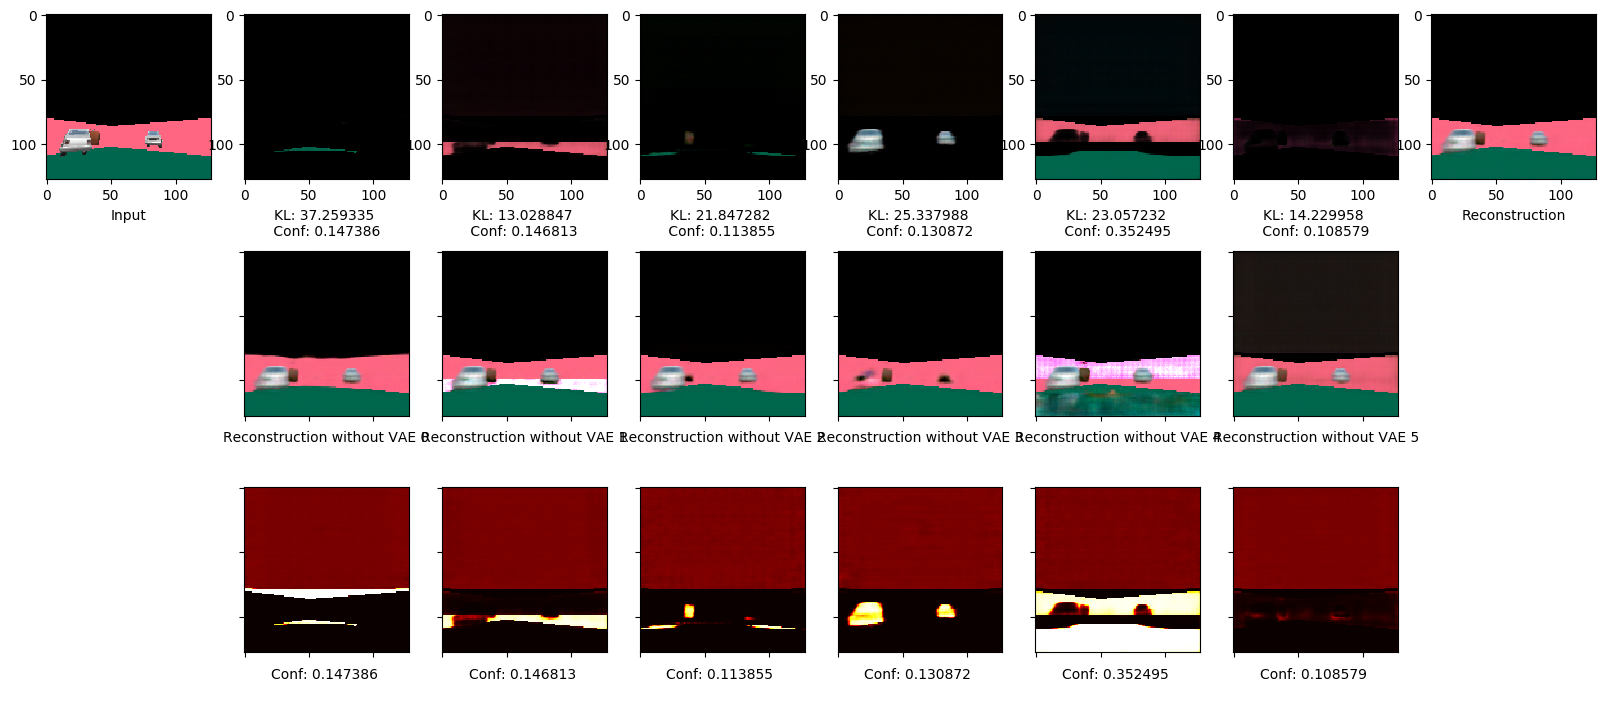 0
50
100
0 50 100
Input
0
50
100
0 50 100
KL: 37.259335
Conf: 0.147386
0
50
100
0 50 100
KL: 13.028847
Conf: 0.146813
0
50
100
0 50 100
KL: 21.847282
Conf: 0.113855
0
50
100
0 50 100
KL: 25.337988
Conf: 0.130872
0
50
100
0 50 100
KL: 23.057232
Conf: 0.352495
0
50
100
0 50 100
KL: 14.229958
Conf: 0.108579
0
50
100
0 50 100
Reconstruction
Reconstruction without VAE 0
Reconstruction without VAE 1
Reconstruction without VAE 2
Reconstruction without VAE 3
Reconstruction without VAE 4
Reconstruction without VAE 5
Conf: 0.147386
Conf: 0.146813
Conf: 0.113855
Conf: 0.130872
Conf: 0.352495
Conf: 0.108579